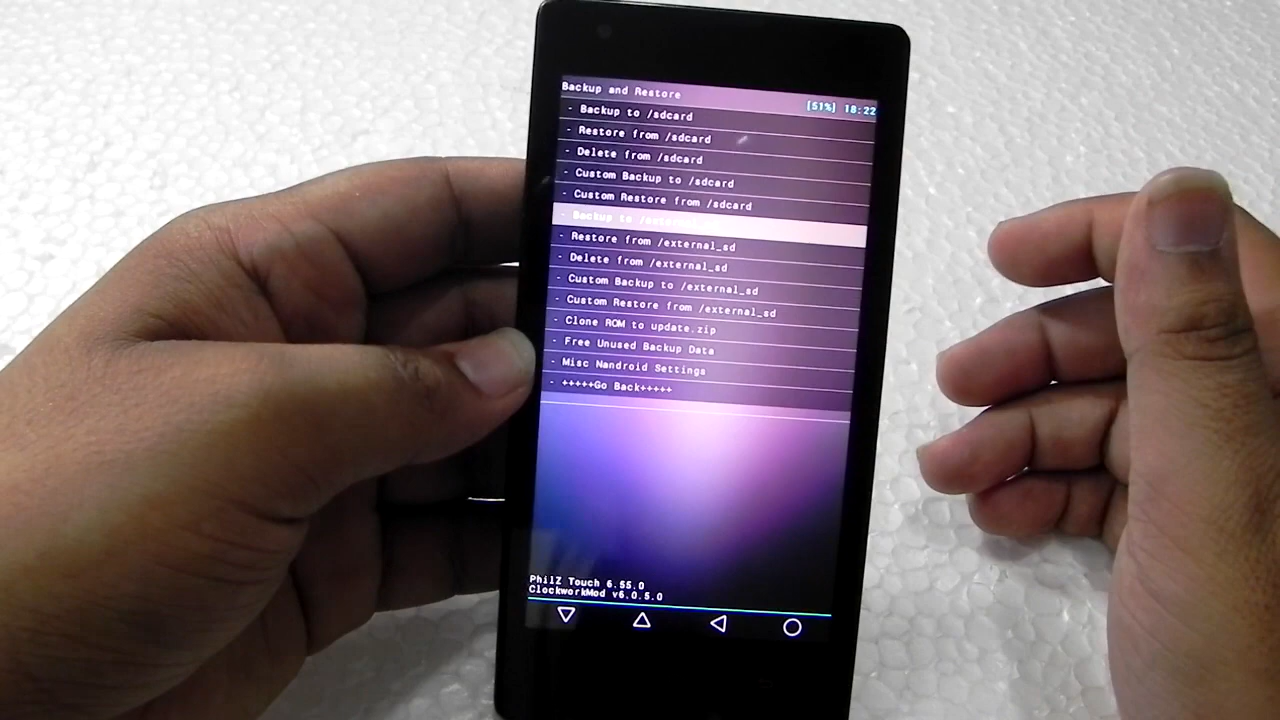 Backup and Restore
[51%] 18:22
- Backup to /sdcard
- Restore from /sdcard
- Delete from /sdcard
- Custom Backup to /sdcard
- Custom Restore from /sdcard
- Backup to
- Restore from /external_sd
- Delete from /external_sd
- Custom Backup to /external_sd
- Custom Restore from /external_sd
- Clone ROM to update.zip
- Free Unused Backup Data
- Misc Nandroid Settings
- +++++Go Back+++++
PhilZ Touch 6.55.0
ClockworkMod v6.0.5.0